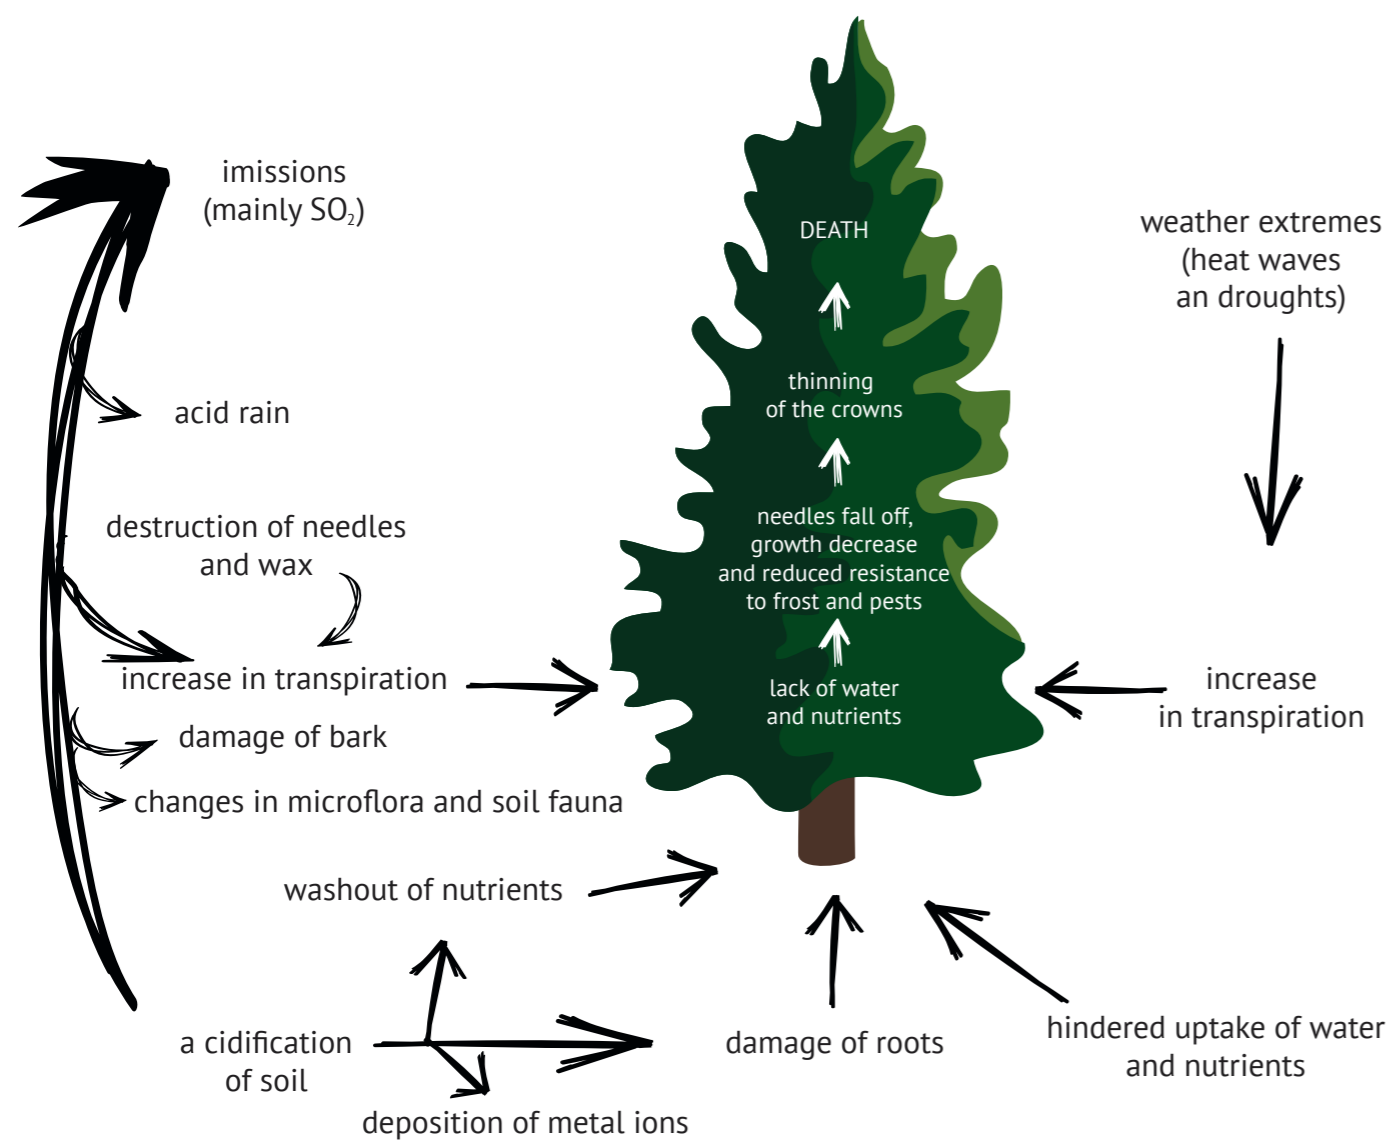 imissions
(mainly SO₂)
acid rain
destruction of needles
and wax
increase in transpiration
damage of bark
changes in microflora and soil fauna
washout of nutrients
a cidification
of soil
deposition of metal ions
damage of roots
hindered uptake of water
and nutrients
DEATH
thinning
of the crowns
needles fall off,
growth decrease
and reduced resistance
to frost and pests
lack of water
and nutrients
weather extremes
(heat waves
an droughts)
increase
in transpiration